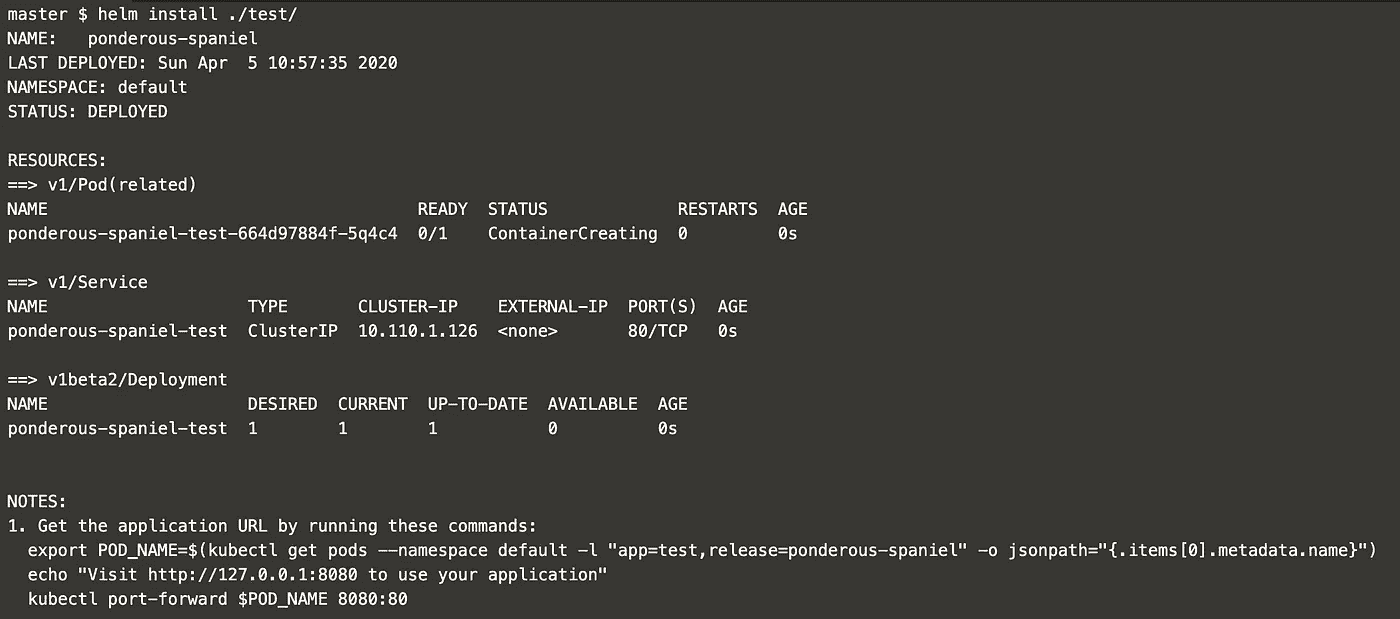 master $ helm install ./test/
NAME:   ponderous-spaniel
LAST DEPLOYED: Sun Apr  5 10:57:35 2020
NAMESPACE: default
STATUS: DEPLOYED

RESOURCES:
==> v1/Pod(related)
NAME                                     READY  STATUS             RESTARTS  AGE
ponderous-spaniel-test-664d97884f-5q4c4  0/1    ContainerCreating  0         0s

==> v1/Service
NAME                    TYPE       CLUSTER-IP    EXTERNAL-IP  PORT(S)  AGE
ponderous-spaniel-test  ClusterIP  10.110.1.126  <none>       80/TCP   0s

==> v1beta2/Deployment
NAME                    DESIRED  CURRENT  UP-TO-DATE  AVAILABLE  AGE
ponderous-spaniel-test  1        1        1           0          0s


NOTES:
1. Get the application URL by running these commands:
  export POD_NAME=$(kubectl get pods --namespace default -l "app=test,release=ponderous-spaniel" -o jsonpath="{.items[0].metadata.name}")
  echo "Visit http://127.0.0.1:8080 to use your application"
  kubectl port-forward $POD_NAME 8080:80